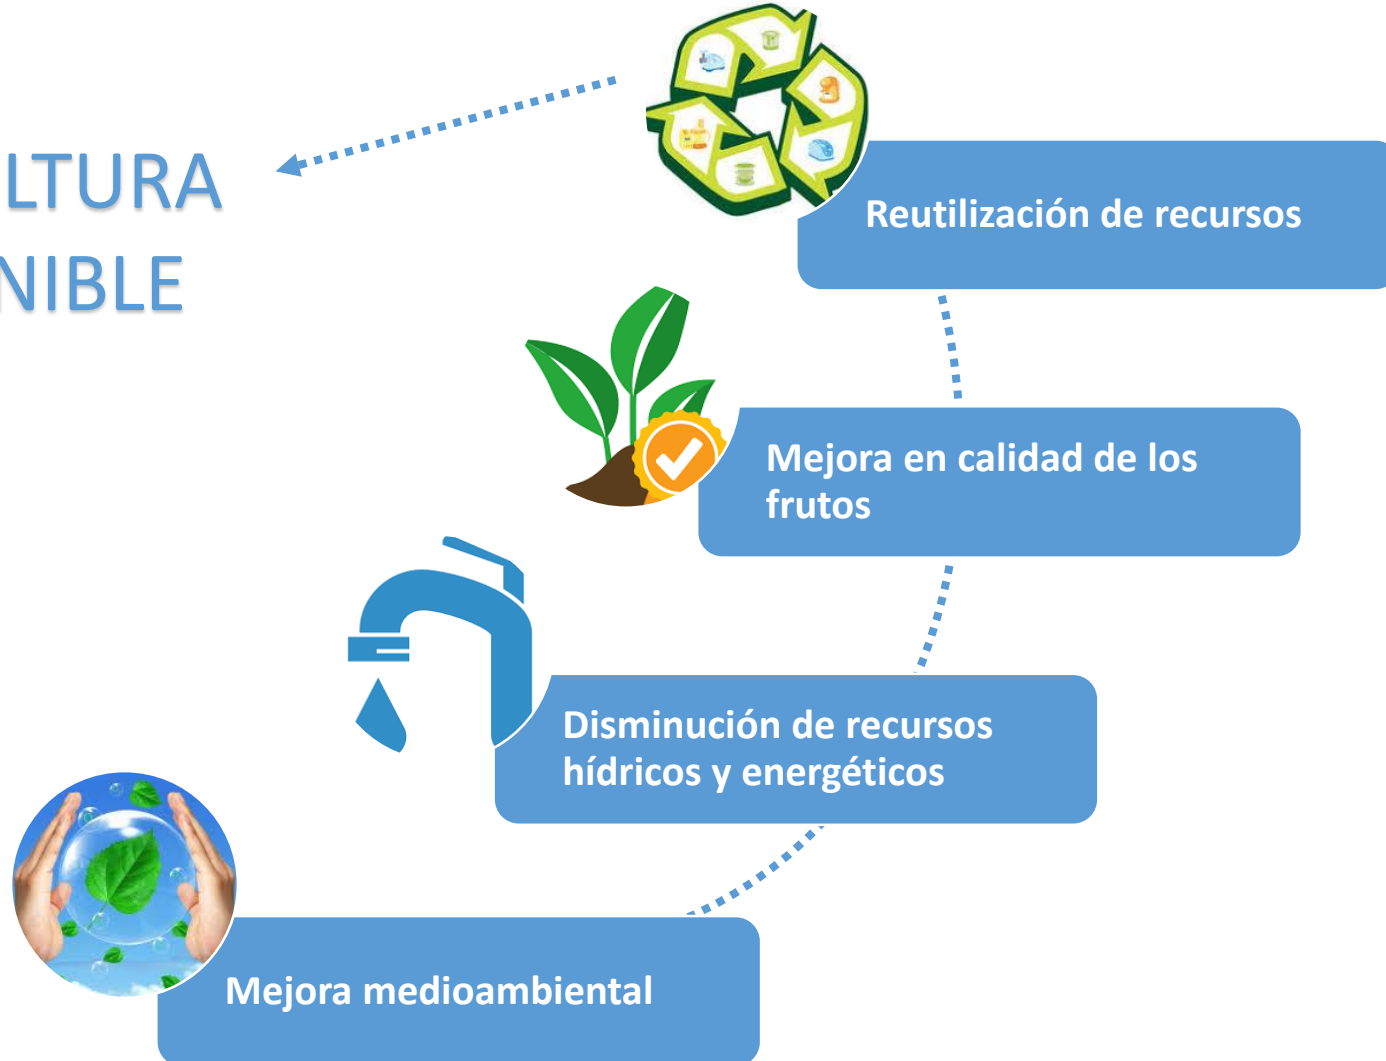 LTURA
NIBLE
Reutilización de recursos
Mejora en calidad de los
frutos
Disminución de recursos
hídricos y energéticos
Mejora medioambiental